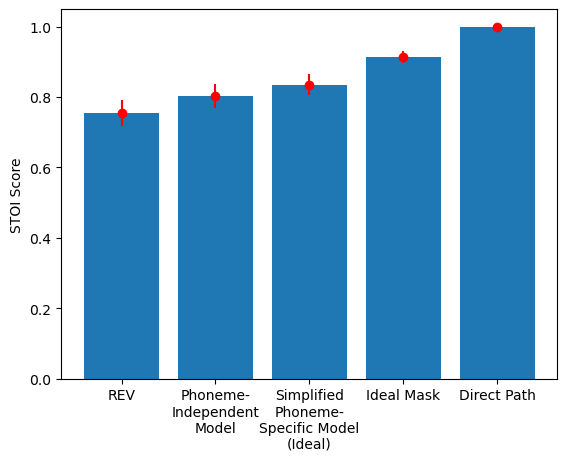 1.0
0.8
0.6
0.4
0.2
0.0
STOI Score
REV
Phoneme-
Independent
Model
Simplified
Phoneme-
Specific Model
(Ideal)
Ideal Mask
Direct Path